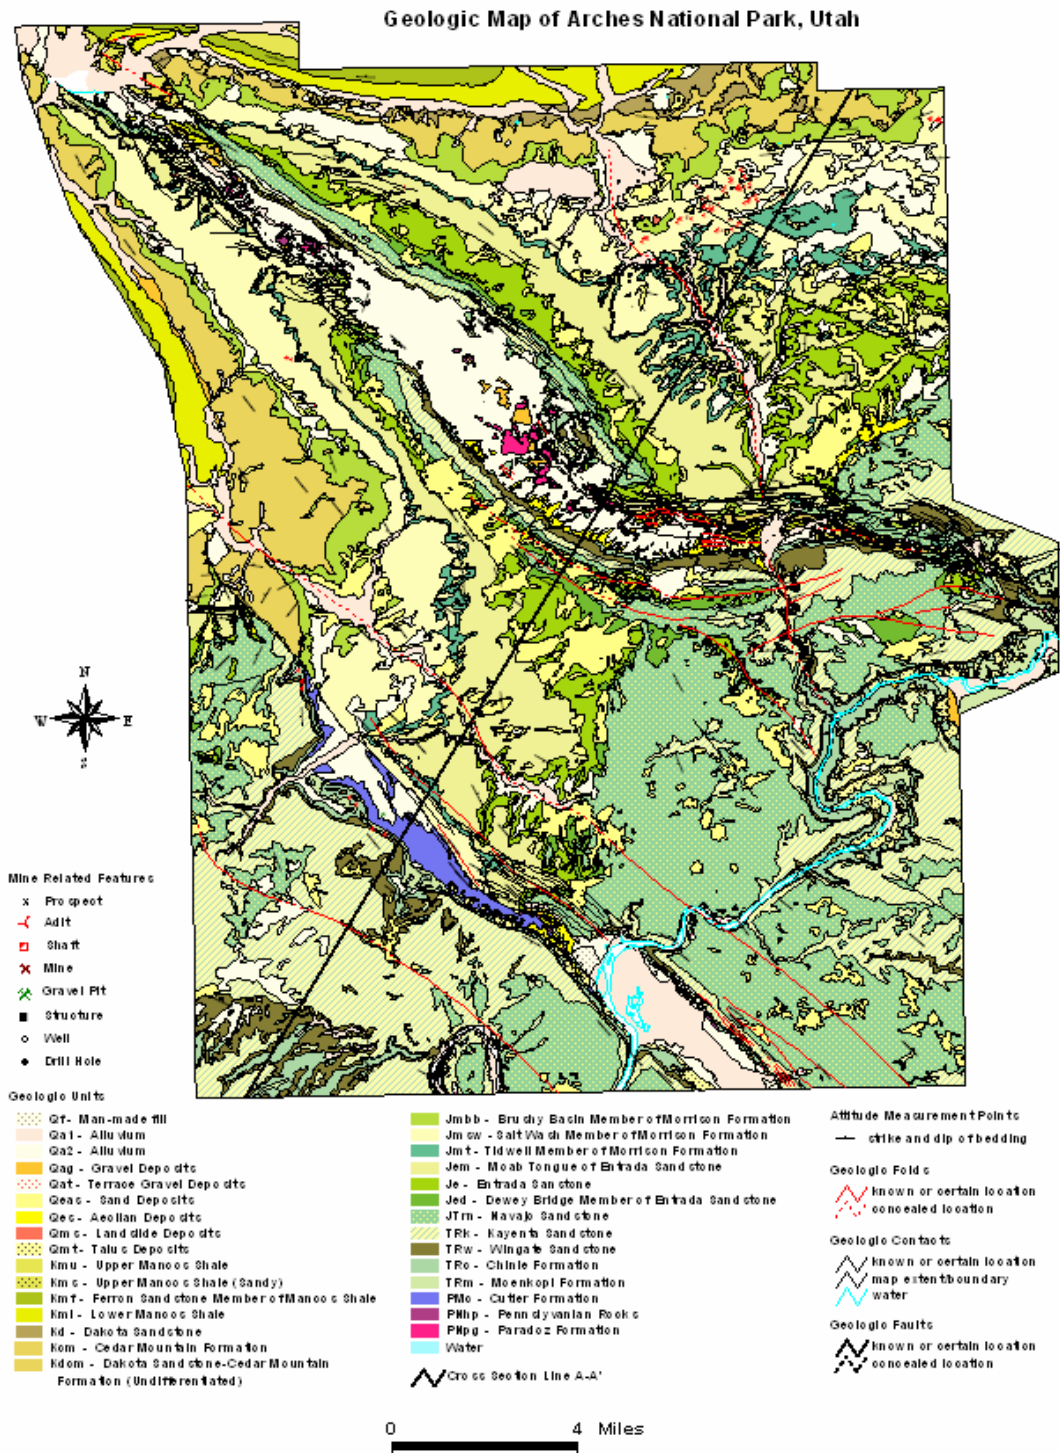 Geologic Map of Arches National Park, Utah
N
W E
S
Mine Related Features
x Prospect
Adit
Shaft
Mine
Gravel Pit
Structure
Well
Drill Hole
Geologic Units
Qf - Man-made fill
Qa1 - Alluvium
Qa2 - Alluvium
Qag - Gravel Deposits
Qat - Terrace Gravel Deposits
Qeas - Sand Deposits
Qes - Aeolian Deposits
Qms - Landslide Deposits
Qmt - Talus Deposits
Kmu - Upper Mancos Shale
Kms - Upper Mancos Shale (Sandy)
Kmf - Ferron Sandstone Member of Mancos Shale
Kml - Lower Mancos Shale
Kd - Dakota Sandstone
Kcm - Cedar Mountain Formation
Kdcm - Dakota Sandstone-Cedar Mountain
Formation (Undifferentiated)
Jmbb - Brushy Basin Member of Morrison Formation
Jmsw - Salt Wash Member of Morrison Formation
Jmt - Tidwell Member of Morrison Formation
Jem - Moab Tongue of Entrada Sandstone
Je - Entrada Sandstone
Jed - Dewey Bridge Member of Entrada Sandstone
JTrn - Navajo Sandstone
TRk - Kayenta Sandstone
TRw - Wingate Sandstone
TRc - Chinle Formation
TRm - Moenkopi Formation
PMc - Cutler Formation
PNhp - Pennslyvanian Rocks
PNpg - Paradoz Formation
Water
Cross Section Line A-A'
Attitude Measurement Points
strike and dip of bedding
Geologic Folds
known or certain location
concealed location
Geologic Contacts
known or certain location
map extent/boundary
water
Geologic Faults
known or certain location
concealed location
0 4 Miles